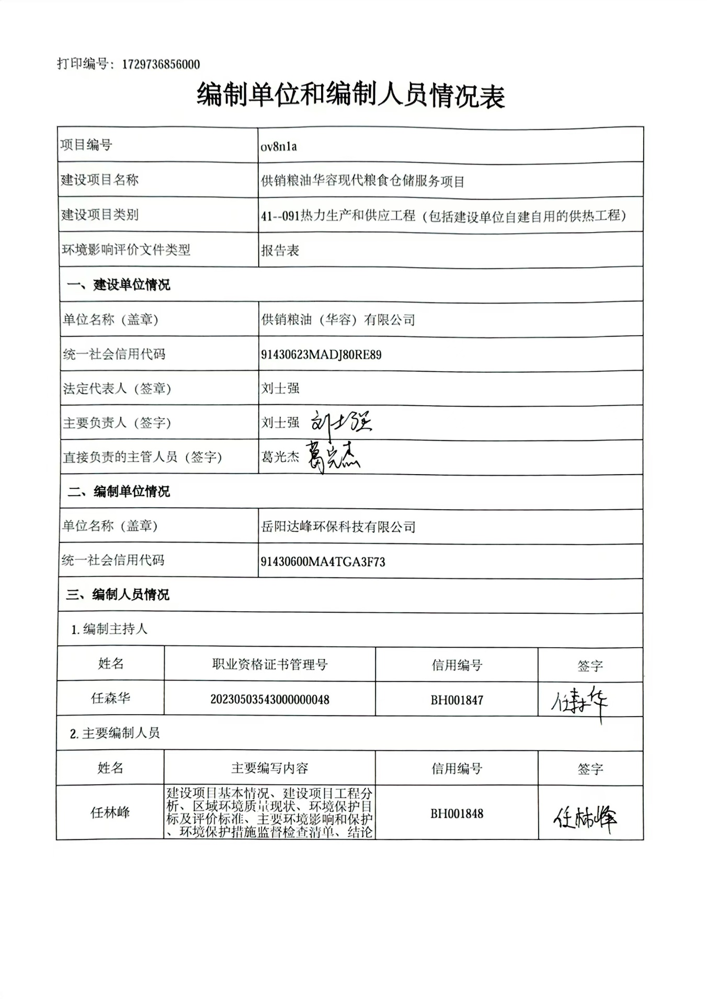 打印编号：1729736856000
编制单位和编制人员情况表
项目编号 ov8n1a
建设项目名称 供销粮油华容现代粮食仓储服务项目
建设项目类别 41--091热力生产和供应工程（包括建设单位自建自用的供热工程）
环境影响评价文件类型 报告表
一、建设单位情况
单位名称（盖章） 供销粮油（华容）有限公司
统一社会信用代码 91430623MADJ80RE89
法定代表人（签章） 刘士强
主要负责人（签字） 刘士强 刘士强
直接负责的主管人员（签字） 葛光杰 葛光杰
二、编制单位情况
单位名称（盖章） 岳阳达峰环保科技有限公司
统一社会信用代码 91430600MA4TGA3F73
三、编制人员情况
1. 编制主持人
姓名 职业资格证书管理号 信用编号 签字
任森华 20230503543000000048 BH001847 任森华
2. 主要编制人员
姓名 主要编写内容 信用编号 签字
任林峰 BH001848 任林峰
建设项目基本情况、建设项目工程分
析、区域环境质量现状、环境保护目
标及评价标准、主要环境影响和保护
、环境保护措施监督检查清单、结论